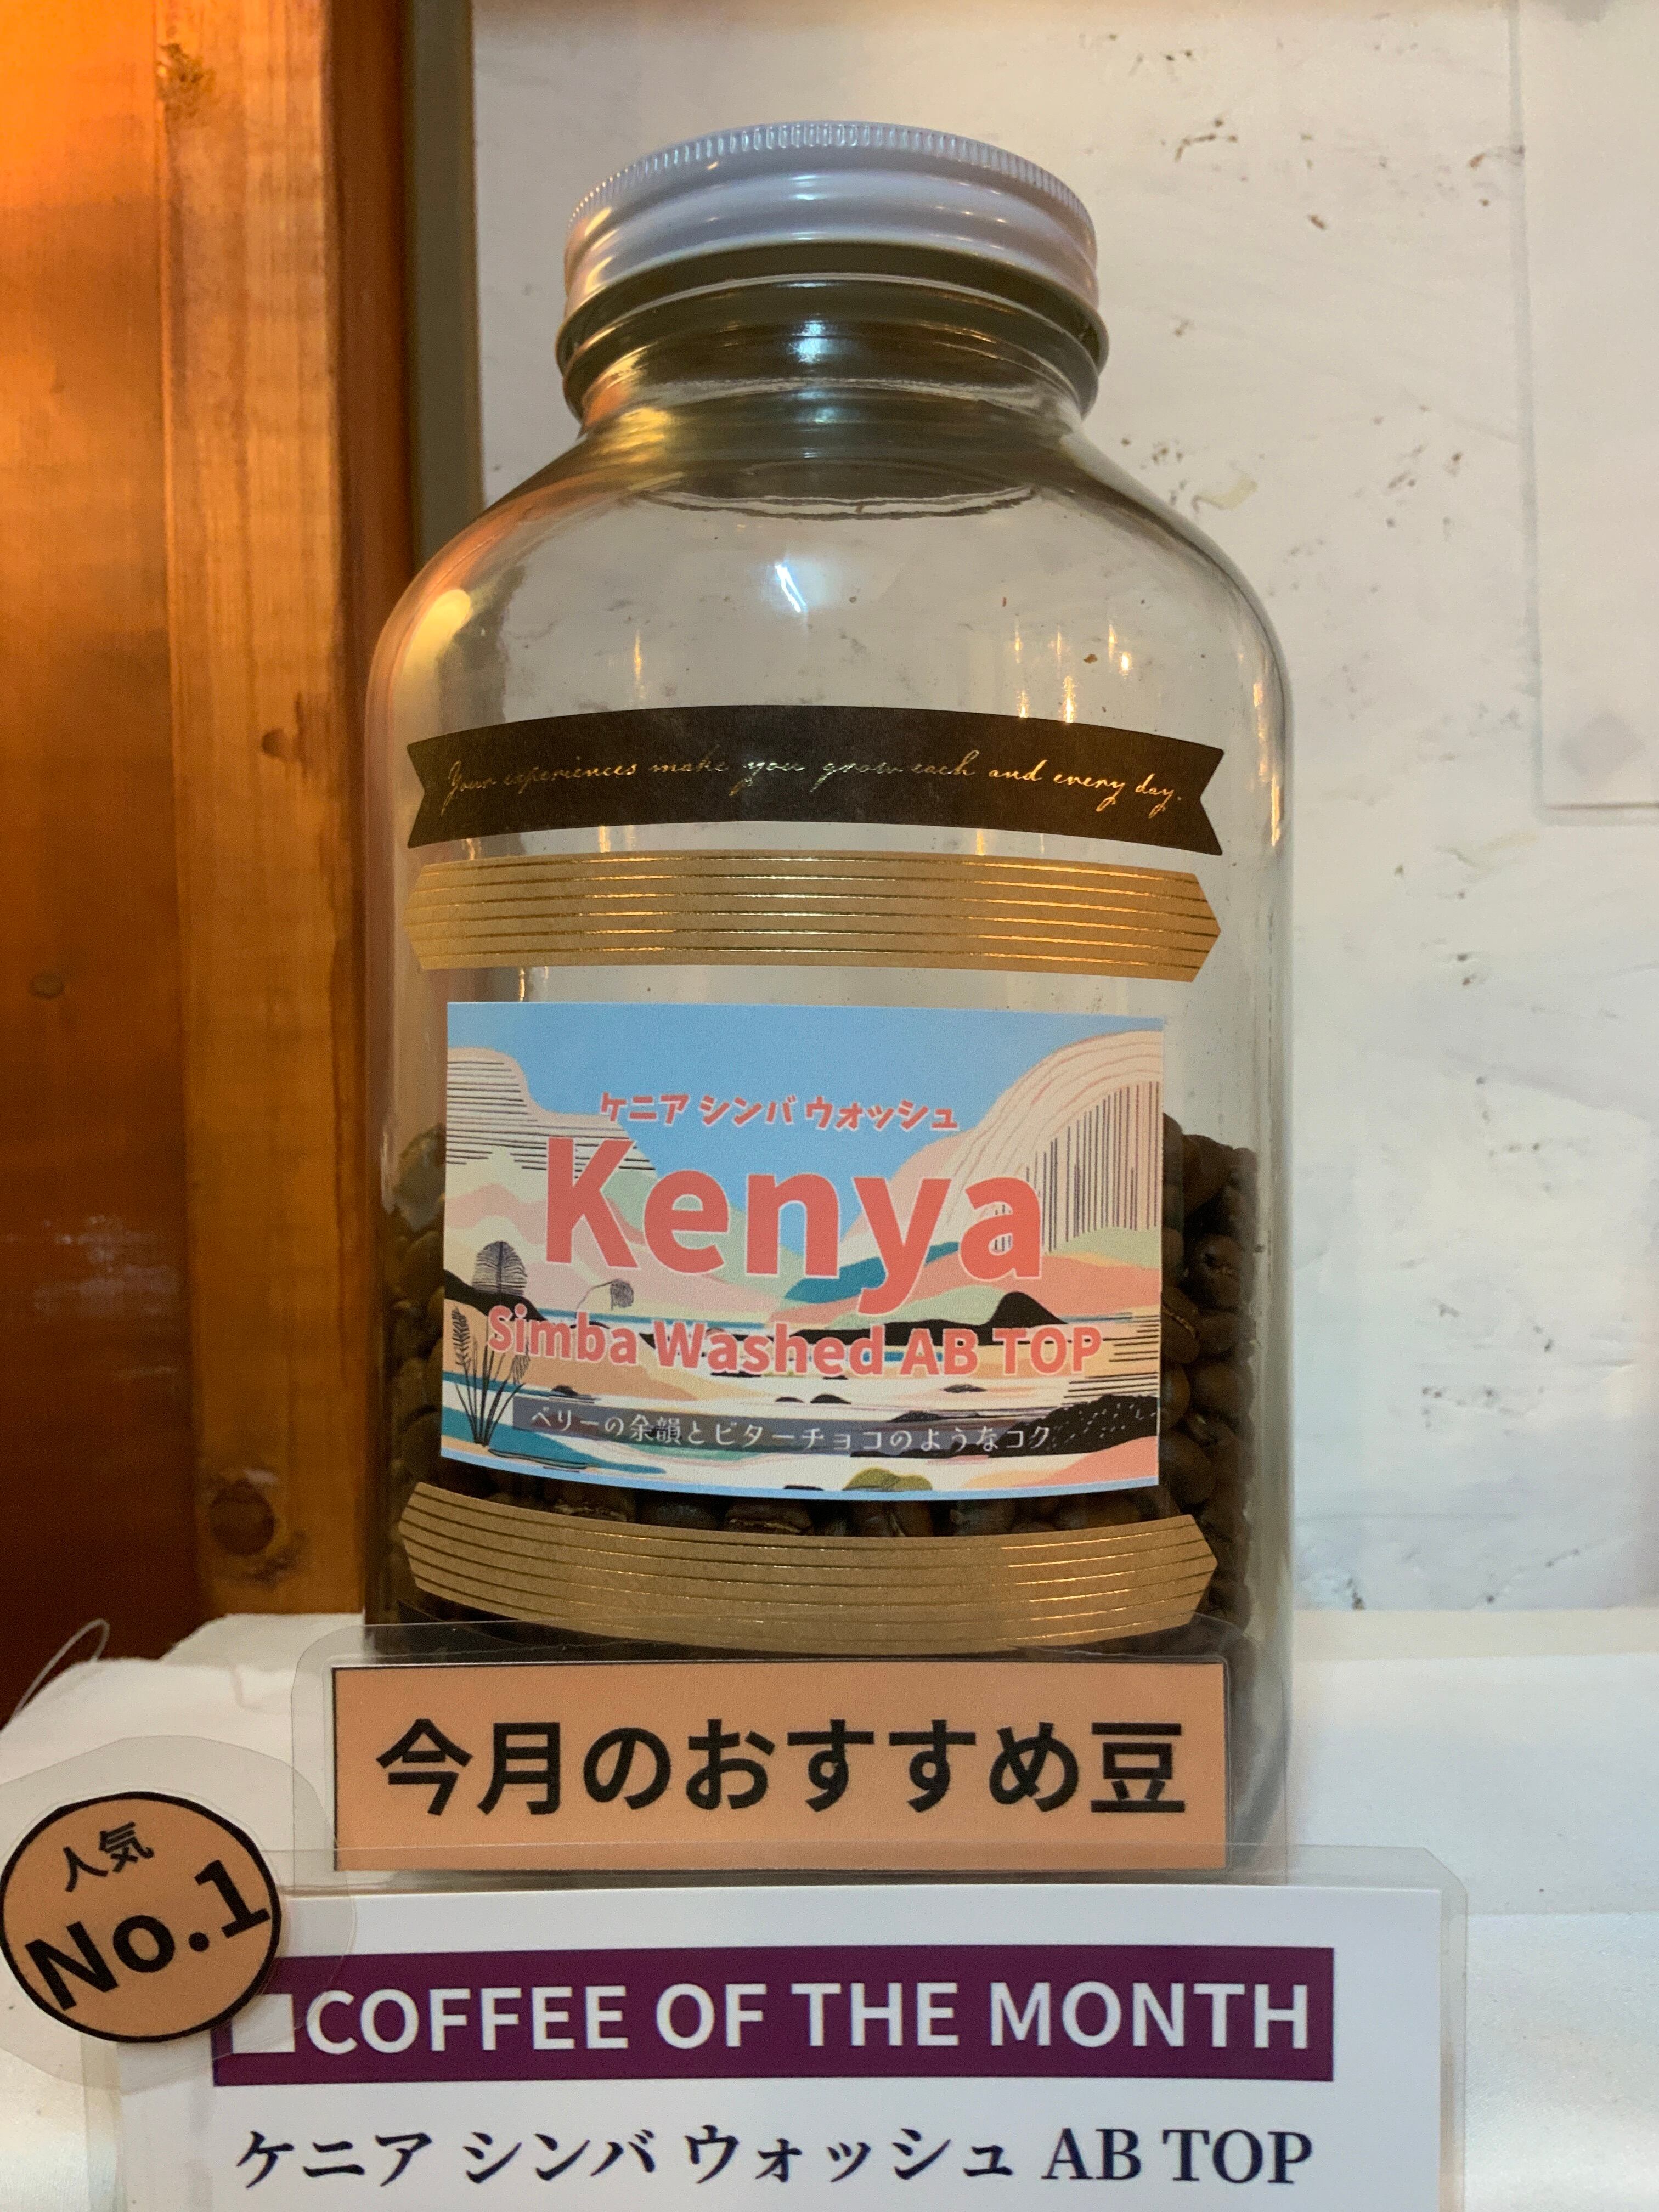 Your experiences make you grow each and every day.
ケニア シンバ ウォッシュ
Kenya
Simba Washed AB TOP
ベリーの余韻とビターチョコのようなコク
今月のおすすめ豆
人気
No.1
COFFEE OF THE MONTH
ケニア シンバ ウォッシュ AB TOP